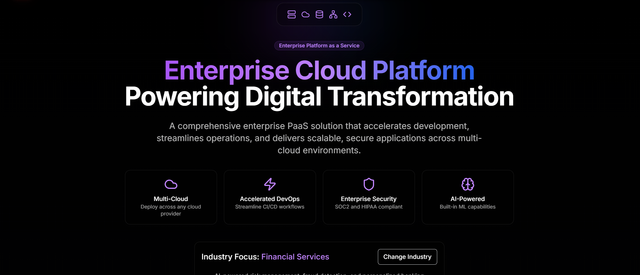 Enterprise Platform as a Service
Enterprise Cloud Platform
Powering Digital Transformation
A comprehensive enterprise PaaS solution that accelerates development,
streamlines operations, and delivers scalable, secure applications across multi-
cloud environments.
Multi-Cloud
Deploy across any cloud
provider
Accelerated DevOps
Streamline CI/CD workflows
Enterprise Security
SOC2 and HIPAA compliant
AI-Powered
Built-in ML capabilities
Industry Focus: Financial Services
Change Industry